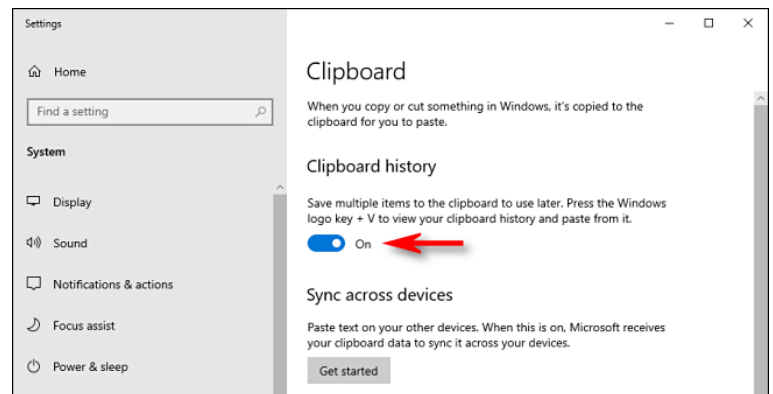 Settings
Home
Find a setting
System
Display
Sound
Notifications & actions
Focus assist
Power & sleep
Clipboard
When you copy or cut something in Windows, it's copied to the
clipboard for you to paste.
Clipboard history
Save multiple items to the clipboard to use later. Press the Windows
logo key + V to view your clipboard history and paste from it.
On
Sync across devices
Paste text on your other devices. When this is on, Microsoft receives
your clipboard data to sync it across your devices.
Get started